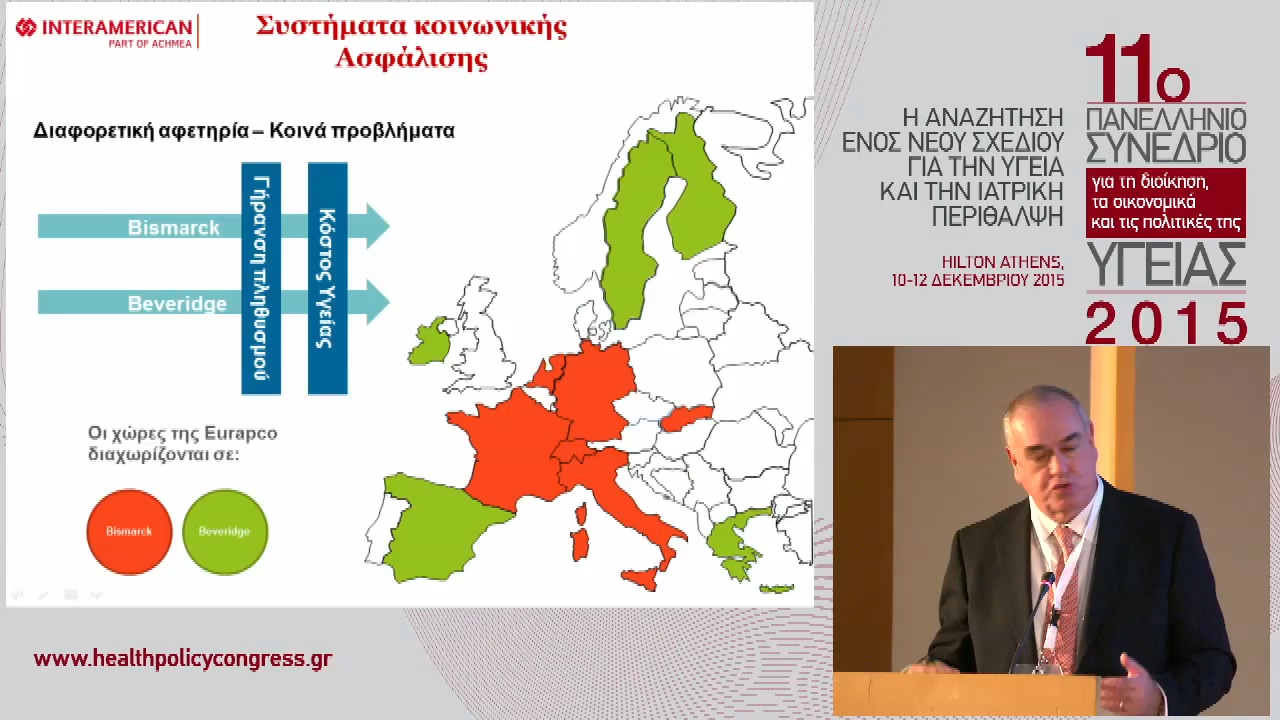 INTERAMERICAN
PART OF ACHMEA
Συστήματα κοινωνικής
Ασφάλισης
Διαφορετική αφετηρία – Κοινά προβλήματα
Bismarck
Beveridge
Γήρανση πληθυσμού
Κόστος Υγείας
Οι χώρες της Eurapco
διαχωρίζονται σε:
Bismarck
Beveridge
www.healthpolicycongress.gr
Η ΑΝΑΖΗΤΗΣΗ
ΕΝΟΣ ΝΕΟΥ ΣΧΕΔΙΟΥ
ΓΙΑ ΤΗΝ ΥΓΕΙΑ
ΚΑΙ ΤΗΝ ΙΑΤΡΙΚΗ
ΠΕΡΙΘΑΛΨΗ
HILTON ATHENS,
10-12 ΔΕΚΕΜΒΡΙΟΥ 2015
11ο
ΠΑΝΕΛΛΗΝΙΟ
ΣΥΝΕΔΡΙΟ
για τη διοίκηση,
τα οικονομικά
και τις πολιτικές της
ΥΓΕΙΑΣ
2015